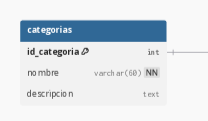 categorias
id_categoria int
nombre varchar(60) NN
descripcion text